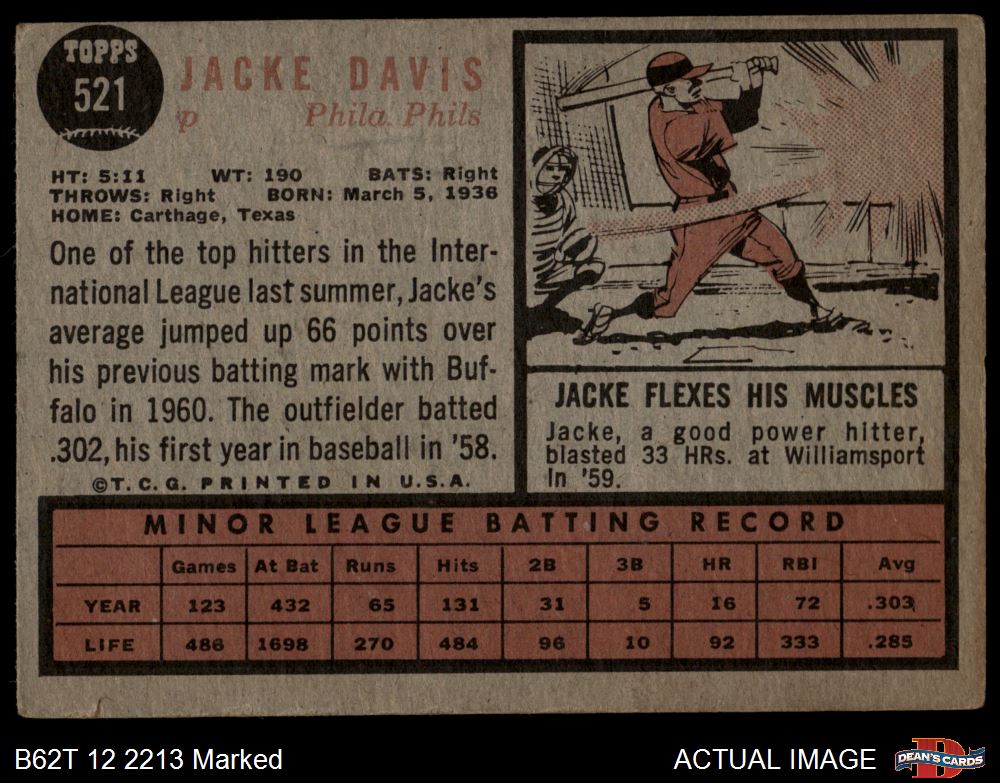 TOPPS
521
JACKE DAVIS
p Phila. Phils
HT: 5:11 WT: 190 BATS: Right
THROWS: Right BORN: March 5, 1936
HOME: Carthage, Texas
One of the top hitters in the Inter-
national League last summer, Jacke's
average jumped up 66 points over
his previous batting mark with Buf-
falo in 1960. The outfielder batted
.302, his first year in baseball in '58.
©T.C.G. PRINTED IN U.S.A.
JACKE FLEXES HIS MUSCLES
Jacke, a good power hitter,
blasted 33 HRs. at Williamsport
In '59.
MINOR LEAGUE BATTING RECORD
Games At Bat Runs Hits 2B 3B HR RBI Avg
YEAR 123 432 65 131 31 5 16 72 .303
LIFE 486 1698 270 484 96 10 92 333 .285
B62T 12 2213 Marked
ACTUAL IMAGE
DEAN'S CARDS